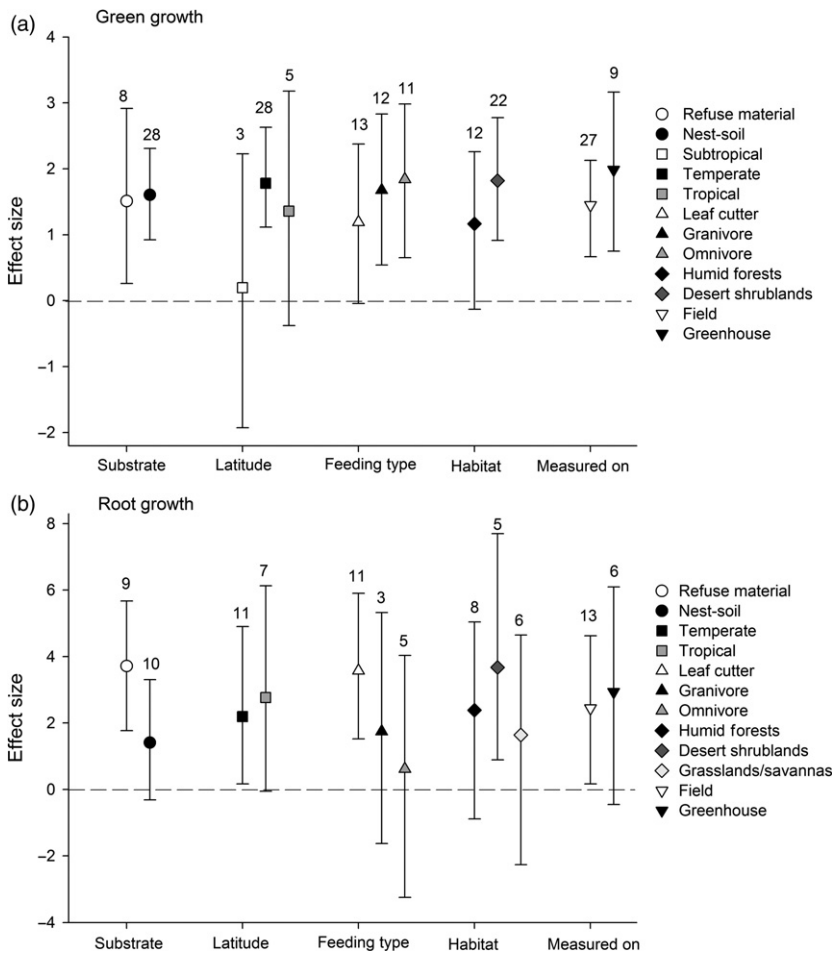 (a)
Green growth
4
3
2
1
0
–1
–2
Effect size
8
28
3
28
5
13
12
11
12
22
27
9
Substrate
Latitude
Feeding type
Habitat
Measured on
Refuse material
Nest-soil
Subtropical
Temperate
Tropical
Leaf cutter
Granivore
Omnivore
Humid forests
Desert shrublands
Field
Greenhouse
(b)
Root growth
8
6
4
2
0
–2
–4
Effect size
9
10
11
7
11
3
5
8
5
6
13
6
Substrate
Latitude
Feeding type
Habitat
Measured on
Refuse material
Nest-soil
Temperate
Tropical
Leaf cutter
Granivore
Omnivore
Humid forests
Desert shrublands
Grasslands/savannas
Field
Greenhouse